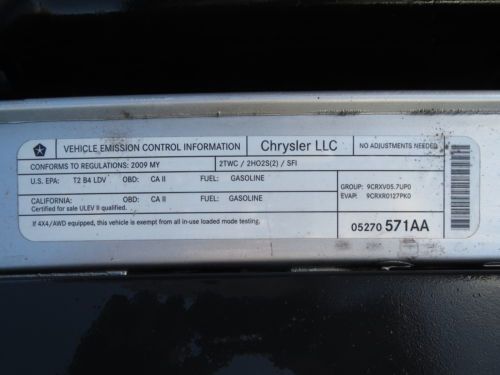 VEHICLE EMISSION CONTROL INFORMATION Chrysler LLC NO ADJUSTMENTS NEEDED
CONFORMS TO REGULATIONS: 2009 MY 2TWC / 2HO2S(2) / SFI
U.S. EPA: T2 B4 LDV OBD: CA II FUEL: GASOLINE
GROUP: 9CRXV05.7UP0
EVAP: 9CRXR0127PK0
CALIFORNIA: OBD: CA II FUEL: GASOLINE
Certified for sale ULEV II qualified.
If 4X4/AWD equipped, this vehicle is exempt from all in-use loaded mode testing.
05270 571AA